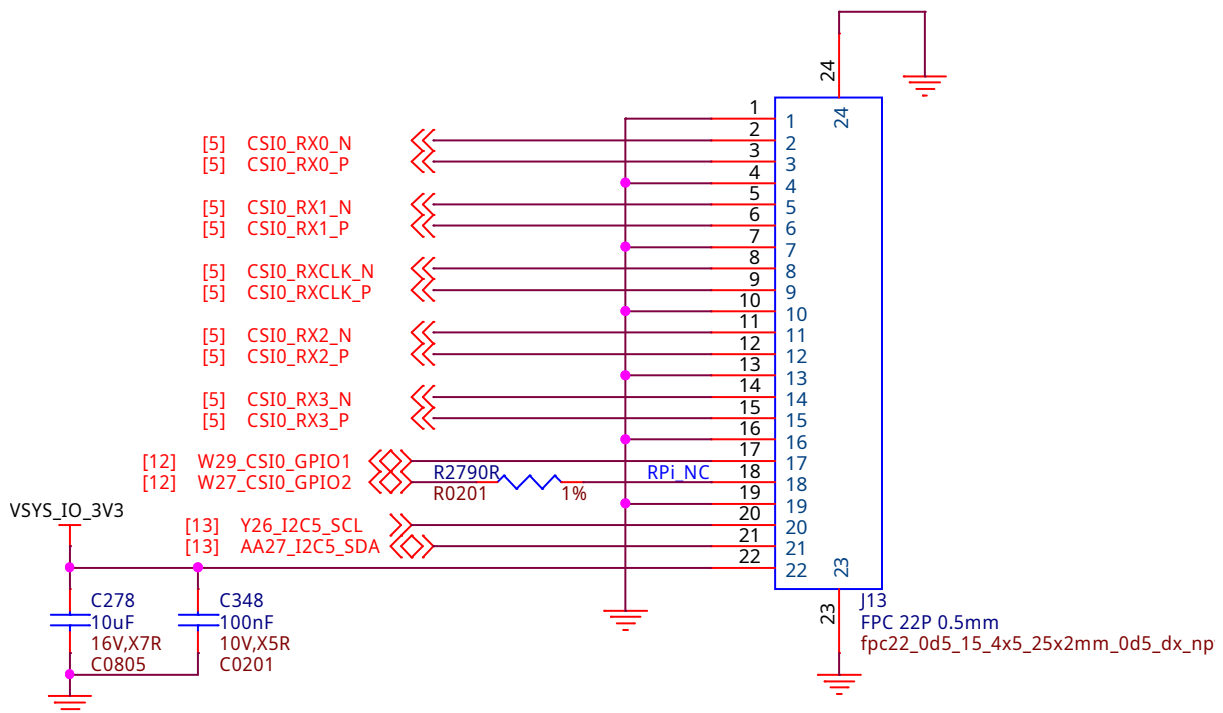 24
24
1 1
[5] CSI0_RX0_N 2 2
[5] CSI0_RX0_P 3 3
4 4
[5] CSI0_RX1_N 5 5
[5] CSI0_RX1_P 6 6
7 7
[5] CSI0_RXCLK_N 8 8
[5] CSI0_RXCLK_P 9 9
10 10
[5] CSI0_RX2_N 11 11
[5] CSI0_RX2_P 12 12
13 13
[5] CSI0_RX3_N 14 14
[5] CSI0_RX3_P 15 15
16 16
[12] W29_CSI0_GPIO1 17 17
[12] W27_CSI0_GPIO2 R2790R RPi_NC 18 18
R0201 1%
19 19
VSYS_IO_3V3
[13] Y26_I2C5_SCL 20 20
[13] AA27_I2C5_SDA 21 21
22 22
23
23
C278
10uF
16V,X7R
C0805
C348
100nF
10V,X5R
C0201
J13
FPC 22P 0.5mm
fpc22_0d5_15_4x5_25x2mm_0d5_dx_np